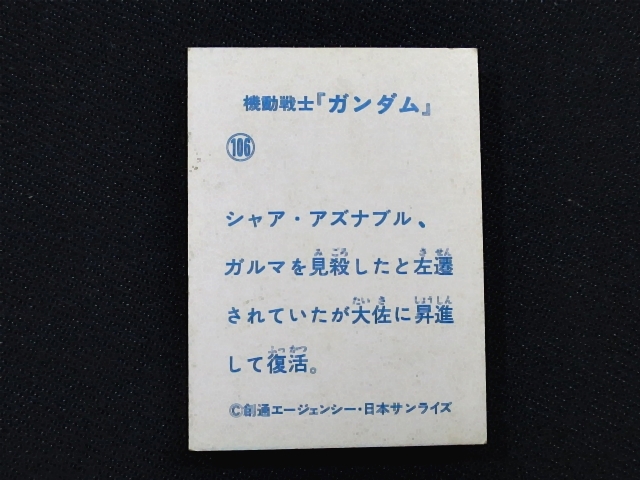 機動戦士『ガンダム』
106
シャア・アズナブル、
ガルマを見殺したと左遷
されていたが大佐に昇進
して復活。
©創通エージェンシー・日本サンライズ